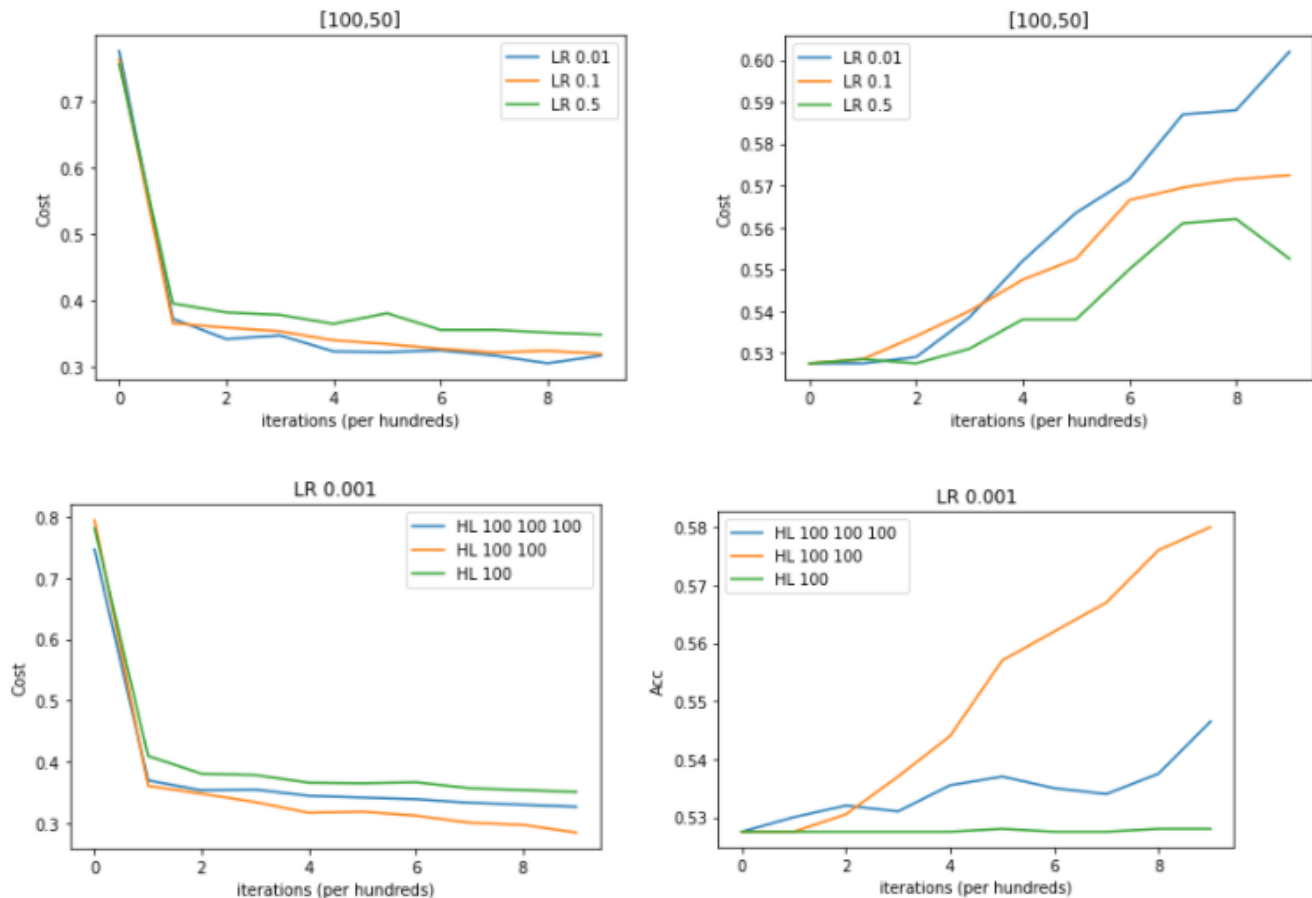 [100,50]
LR 0.01
LR 0.1
LR 0.5
0.7
0.6
0.5
0.4
0.3
Cost
0 2 4 6 8
iterations (per hundreds)
[100,50]
LR 0.01
LR 0.1
LR 0.5
0.60
0.59
0.58
0.57
0.56
0.55
0.54
0.53
Cost
0 2 4 6 8
iterations (per hundreds)
LR 0.001
HL 100 100 100
HL 100 100
HL 100
0.8
0.7
0.6
0.5
0.4
0.3
Cost
0 2 4 6 8
iterations (per hundreds)
LR 0.001
HL 100 100 100
HL 100 100
HL 100
0.58
0.57
0.56
0.55
0.54
0.53
Acc
0 2 4 6 8
iterations (per hundreds)